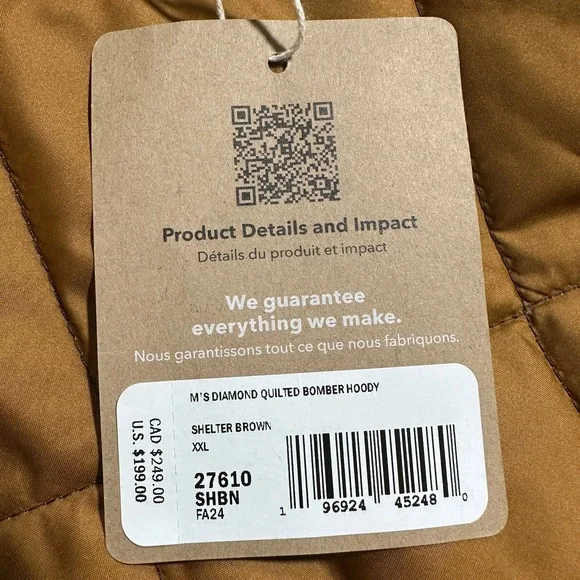 Product Details and Impact
Détails du produit et impact
We guarantee
everything we make.
Nous garantissons tout ce que nous fabriquons.
M'S DIAMOND QUILTED BOMBER HOODY
SHELTER BROWN
XXL
27610
SHBN
FA24
1 96924 45248 0
CAD $249.00
U.S. $199.00